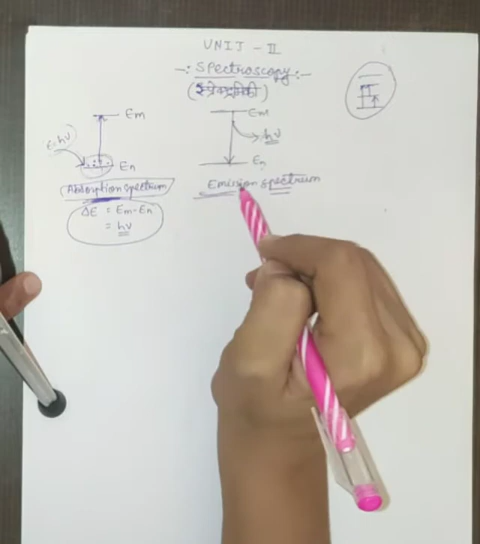 UNIT - II
-: Spectroscopy:-
(स्पेक्ट्रोमिकी)
Em
E=hν
En
Absorption spectrum
ΔE = Em-En
= hν
Em
hν
En
Emission spectrum